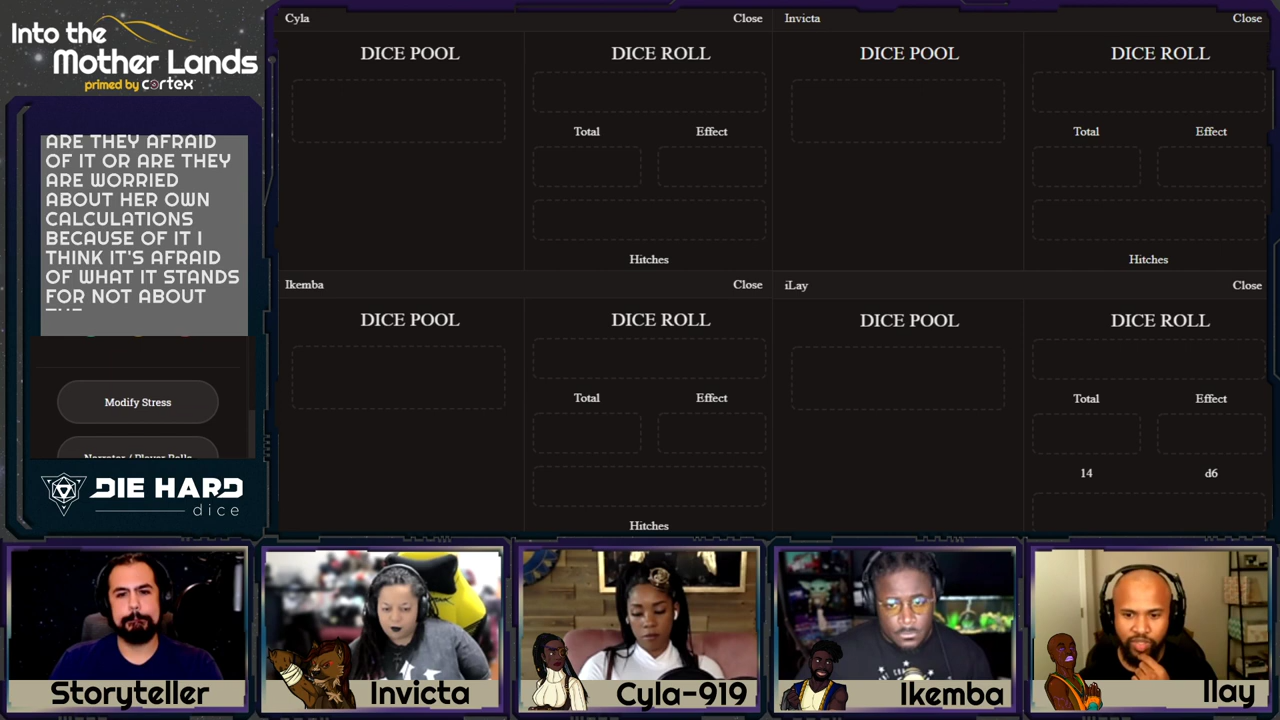 Into the
Mother Lands
primed by cortex
ARE THEY AFRAID
OF IT OR ARE THEY
ARE WORRIED
ABOUT HER OWN
CALCULATIONS
BECAUSE OF IT I
THINK IT'S AFRAID
OF WHAT IT STANDS
FOR NOT ABOUT
Modify Stress
Narrator / Player Rolls
DIE HARD
dice
Cyla Close
DICE POOL DICE ROLL
Total Effect
Hitches
Invicta Close
DICE POOL DICE ROLL
Total Effect
Hitches
Ikemba Close
DICE POOL DICE ROLL
Total Effect
Hitches
iLay Close
DICE POOL DICE ROLL
Total Effect
14 d6
Storyteller
Invicta
Cyla-919
Ikemba
Ilay